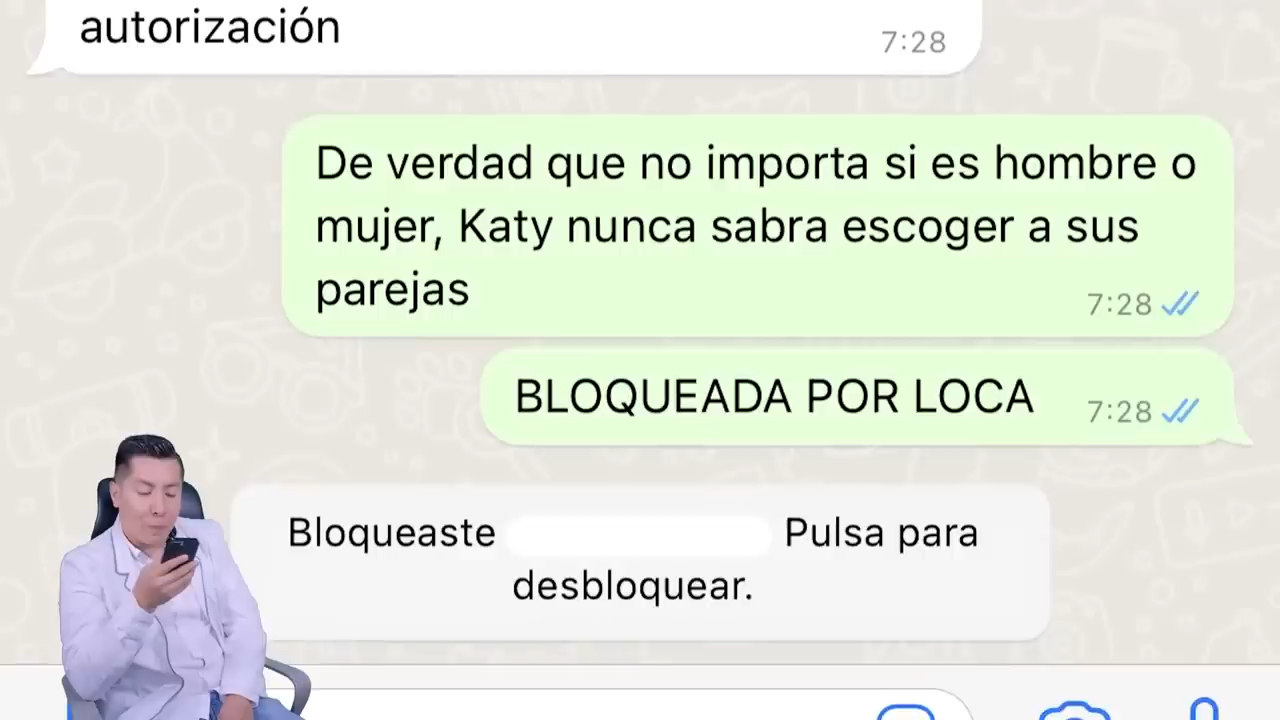 autorización
7:28
De verdad que no importa si es hombre o
mujer, Katy nunca sabra escoger a sus
parejas
7:28
BLOQUEADA POR LOCA
7:28
Bloqueaste Pulsa para
desbloquear.